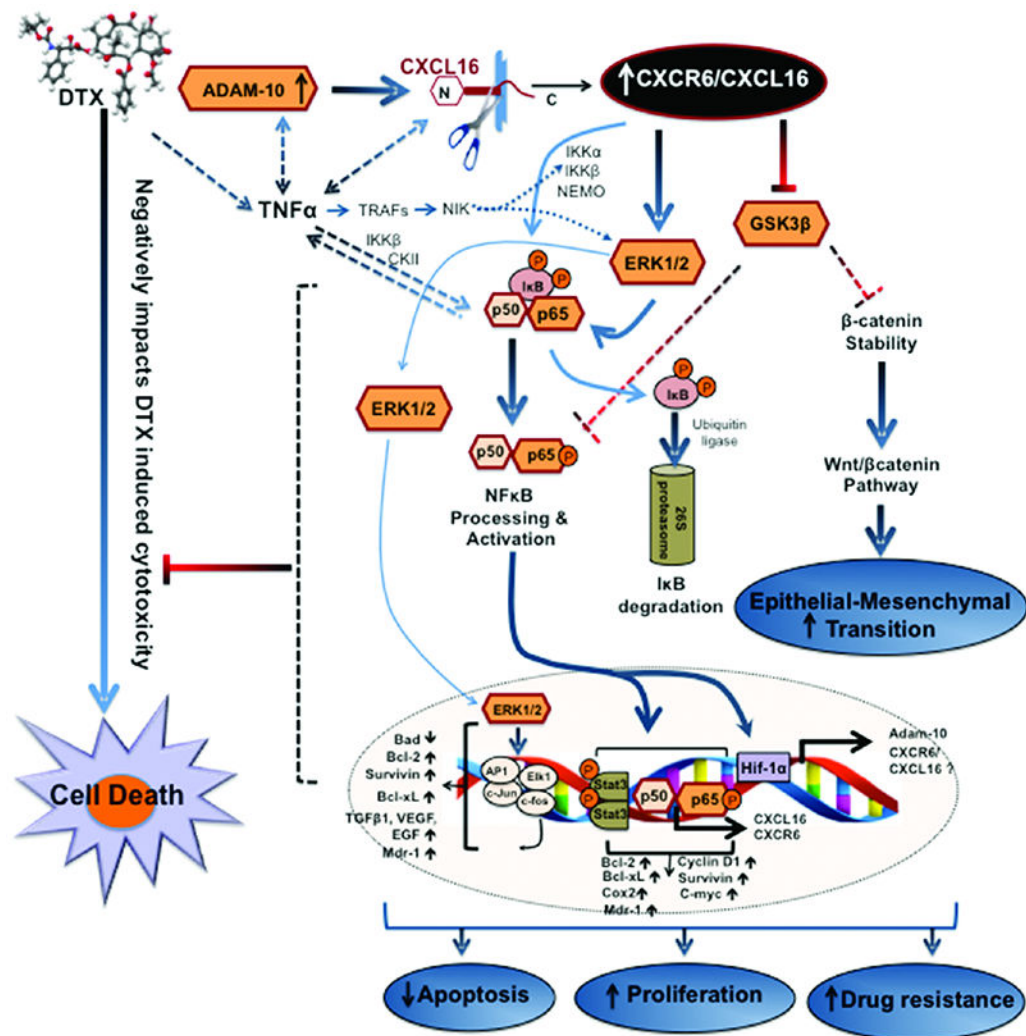 DTX
ADAM-10 ↑
CXCL16
N
C
↑CXCR6/CXCL16
TNFα
TRAFs
NIK
IKKα
IKKβ
NEMO
IKKβ
CKII
ERK1/2
GSK3β
P
P
IκB
p50
p65
β-catenin
Stability
Negatively impacts DTX induced cytotoxicity
ERK1/2
P
P
IκB
Ubiquitin
ligase
p50
p65
P
26S
proteasome
Wnt/βcatenin
Pathway
NFκB
Processing &
Activation
IκB
degradation
Epithelial-Mesenchymal
↑ Transition
Cell Death
ERK1/2
Bad ↓
Bcl-2 ↑
Survivin ↑
Bcl-xL ↑
TGFβ1, VEGF,
EGF ↑
Mdr-1 ↑
AP1
Elk1
c-Jun
c-fos
P
Stat3
P
Stat3
p50
p65
P
Hif-1α
Adam-10
CXCR6/
CXCL16 ?
CXCL16
CXCR6
Bcl-2 ↑
Bcl-xL ↑
Cox2 ↑
Mdr-1 ↑
Cyclin D1 ↑
Survivin ↑
C-myc ↑
↓Apoptosis
↑ Proliferation
↑Drug resistance